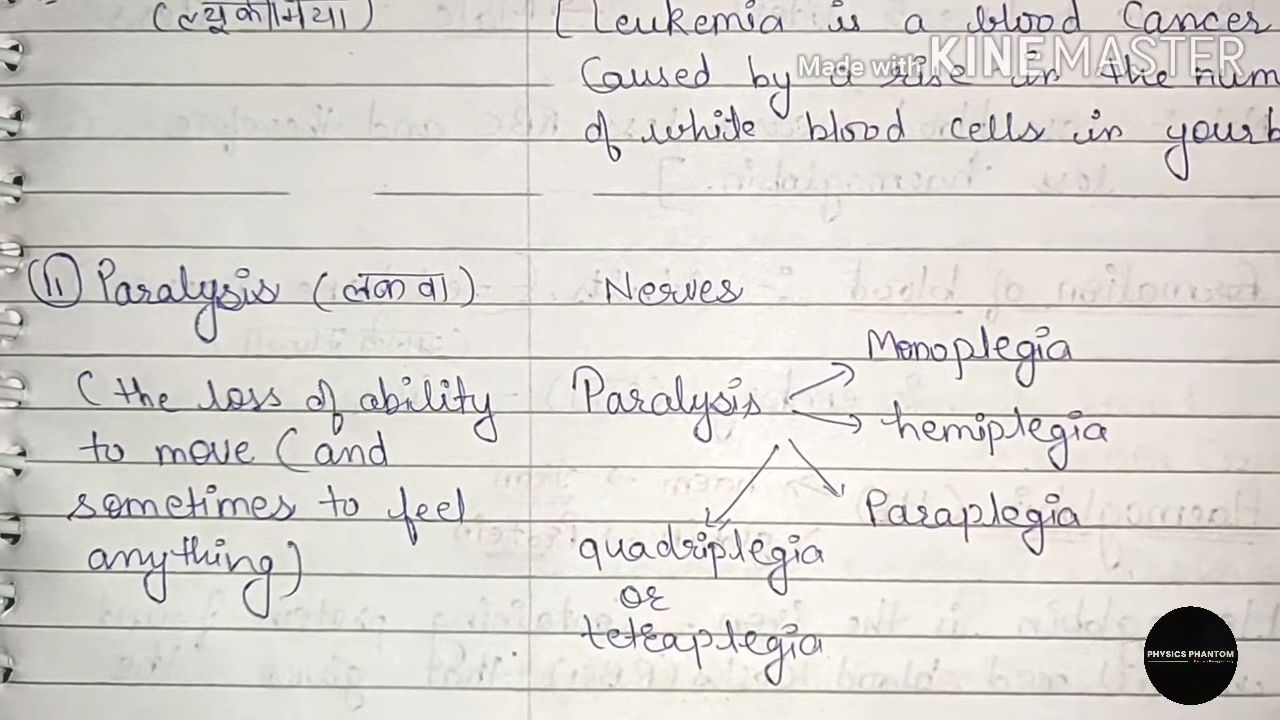 (ल्यूकोमिया) [Leukemia is a blood Cancer
Made with KINEMASTER
Caused by a rise in the num
of white blood cells in your b
(11) Paralysis (लकवा) Nerves
Monoplegia
(the loss of ability Paralysis
hemiplegia
to move (and
sometimes to feel Paraplegia
anything) quadriplegia
or
tetraplegia
PHYSICS PHANTOM